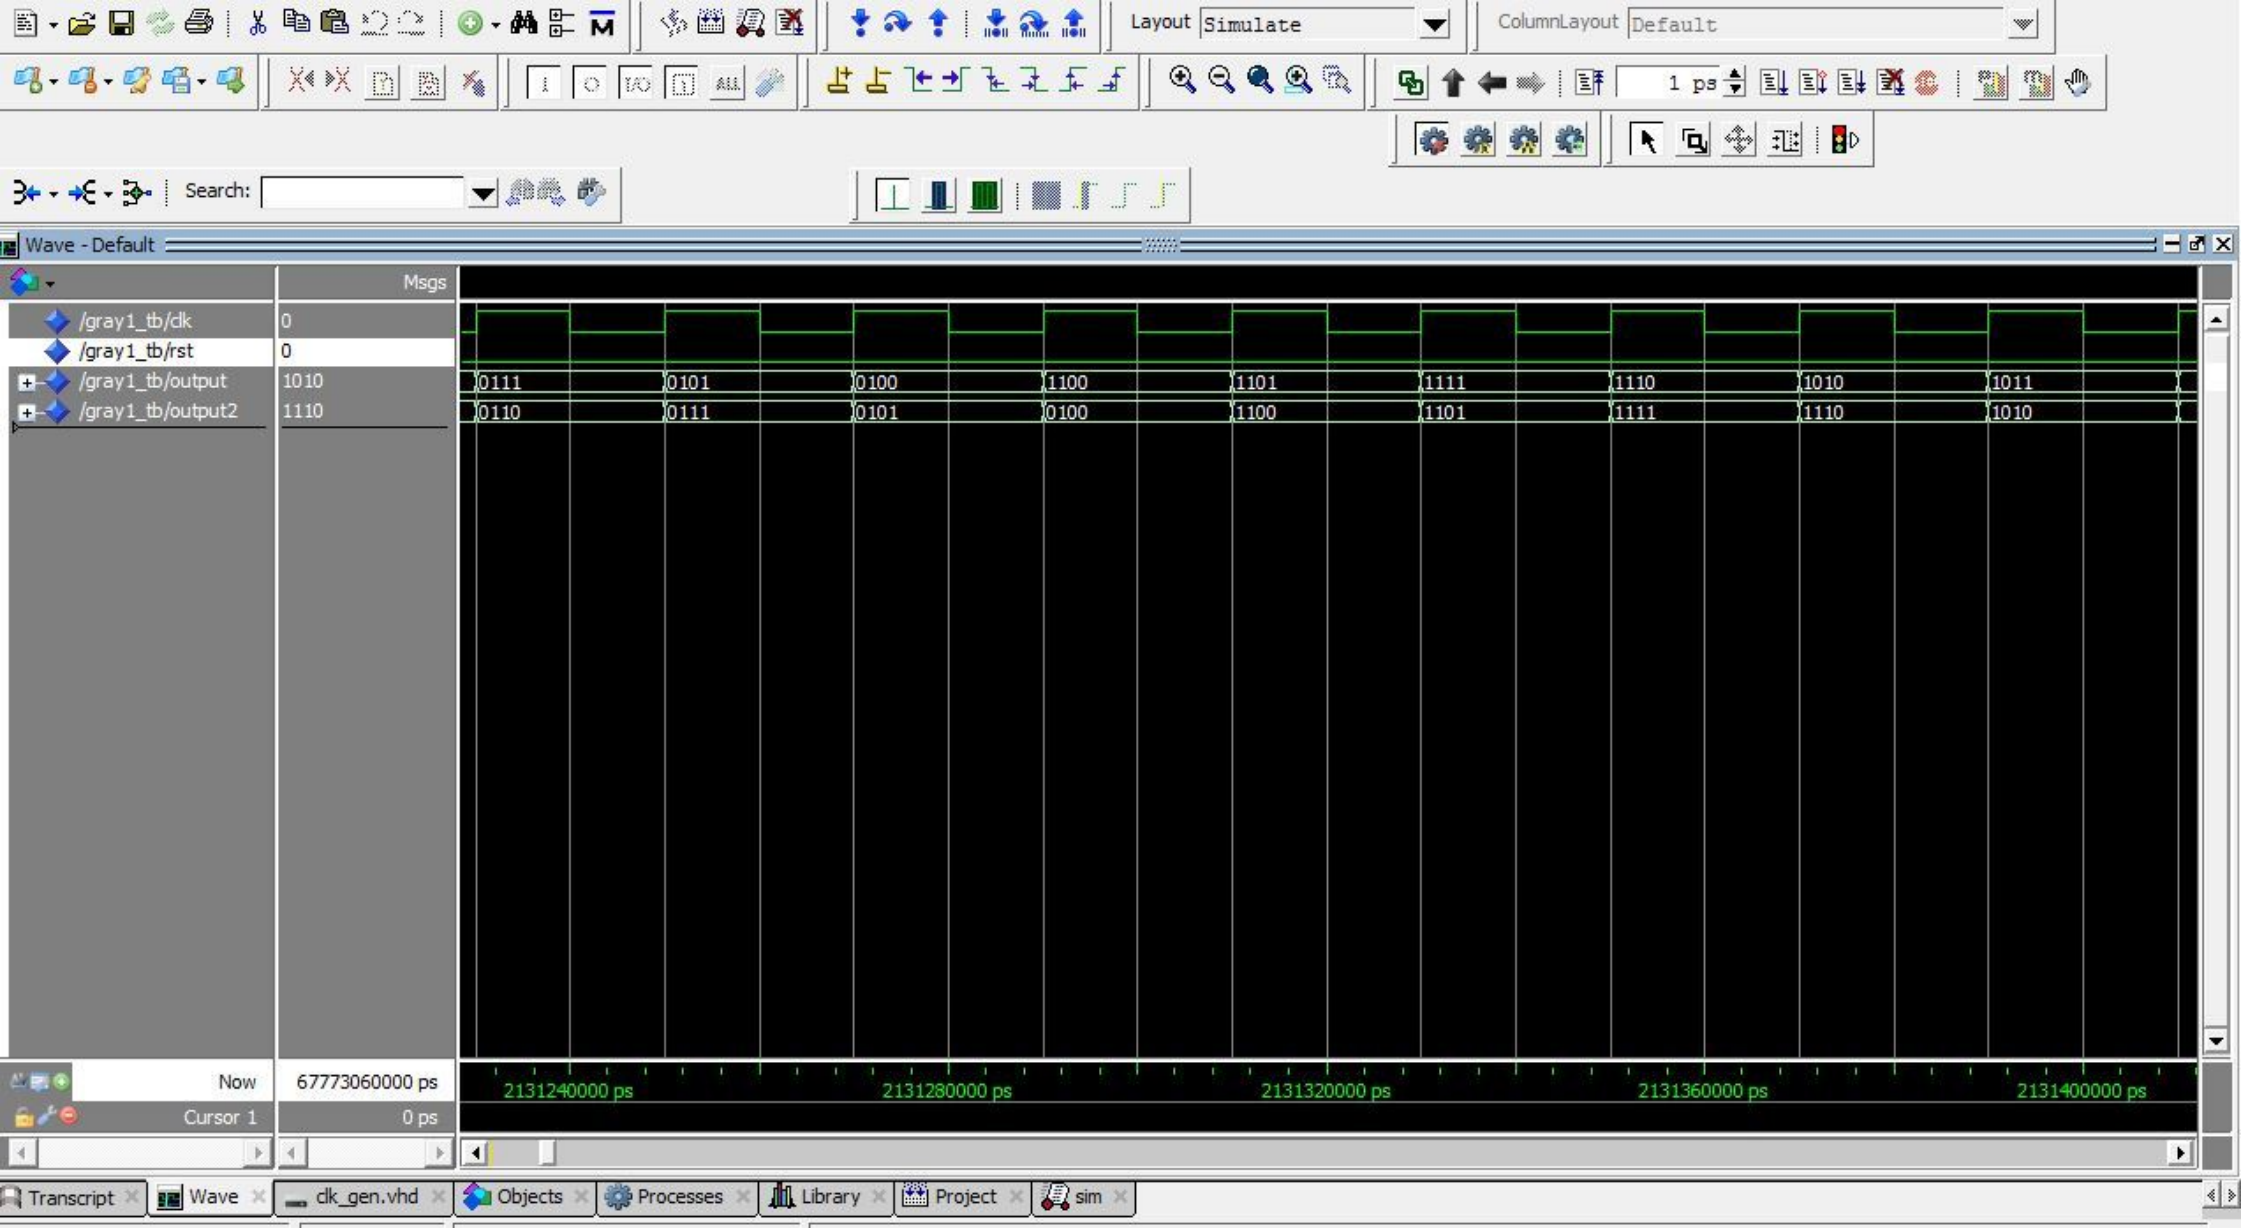 Layout Simulate ColumnLayout Default
1 ps
Search:
Wave - Default
Msgs
/gray1_tb/clk 0
/gray1_tb/rst 0
/gray1_tb/output 1010 0111 0101 0100 1100 1101 1111 1110 1010 1011
/gray1_tb/output2 1110 0110 0111 0101 0100 1100 1101 1111 1110 1010
Now 67773060000 ps 2131240000 ps 2131280000 ps 2131320000 ps 2131360000 ps 2131400000 ps
Cursor 1 0 ps
Transcript Wave clk_gen.vhd Objects Processes Library Project sim